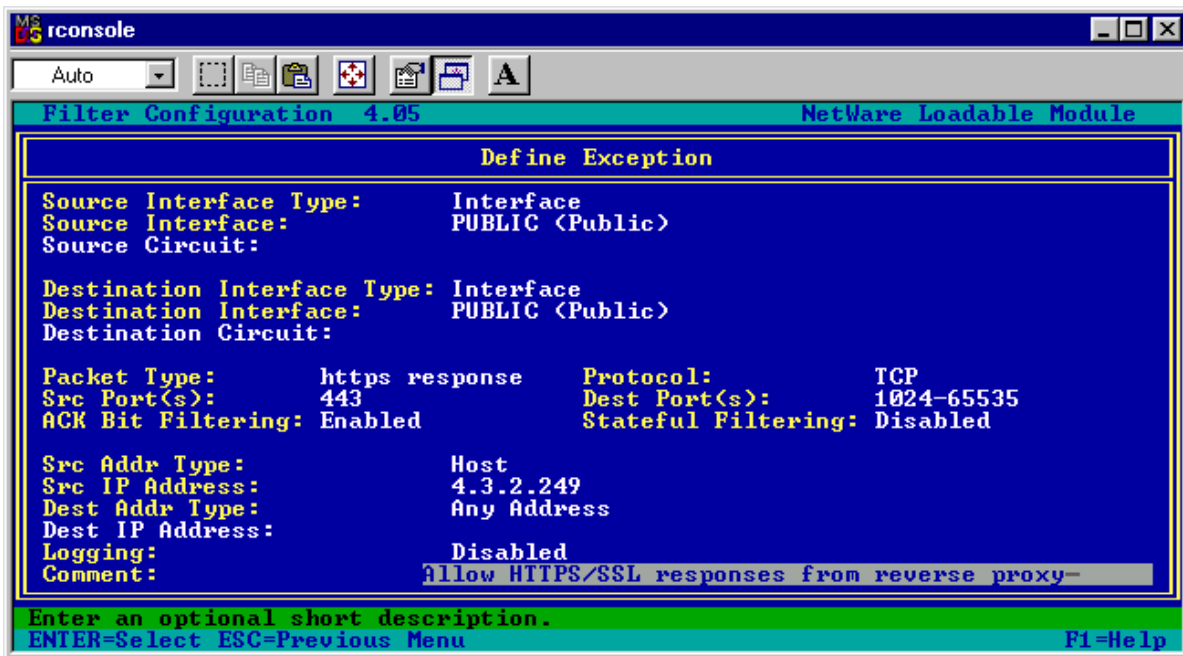 rconsole
Auto
A
Filter Configuration 4.05 NetWare Loadable Module
Define Exception
Source Interface Type: Interface
Source Interface: PUBLIC (Public)
Source Circuit:
Destination Interface Type: Interface
Destination Interface: PUBLIC (Public)
Destination Circuit:
Packet Type: https response Protocol: TCP
Src Port(s): 443 Dest Port(s): 1024-65535
ACK Bit Filtering: Enabled Stateful Filtering: Disabled
Src Addr Type: Host
Src IP Address: 4.3.2.249
Dest Addr Type: Any Address
Dest IP Address:
Logging: Disabled
Comment: Allow HTTPS/SSL responses from reverse proxy
Enter an optional short description.
ENTER=Select ESC=Previous Menu F1=Help